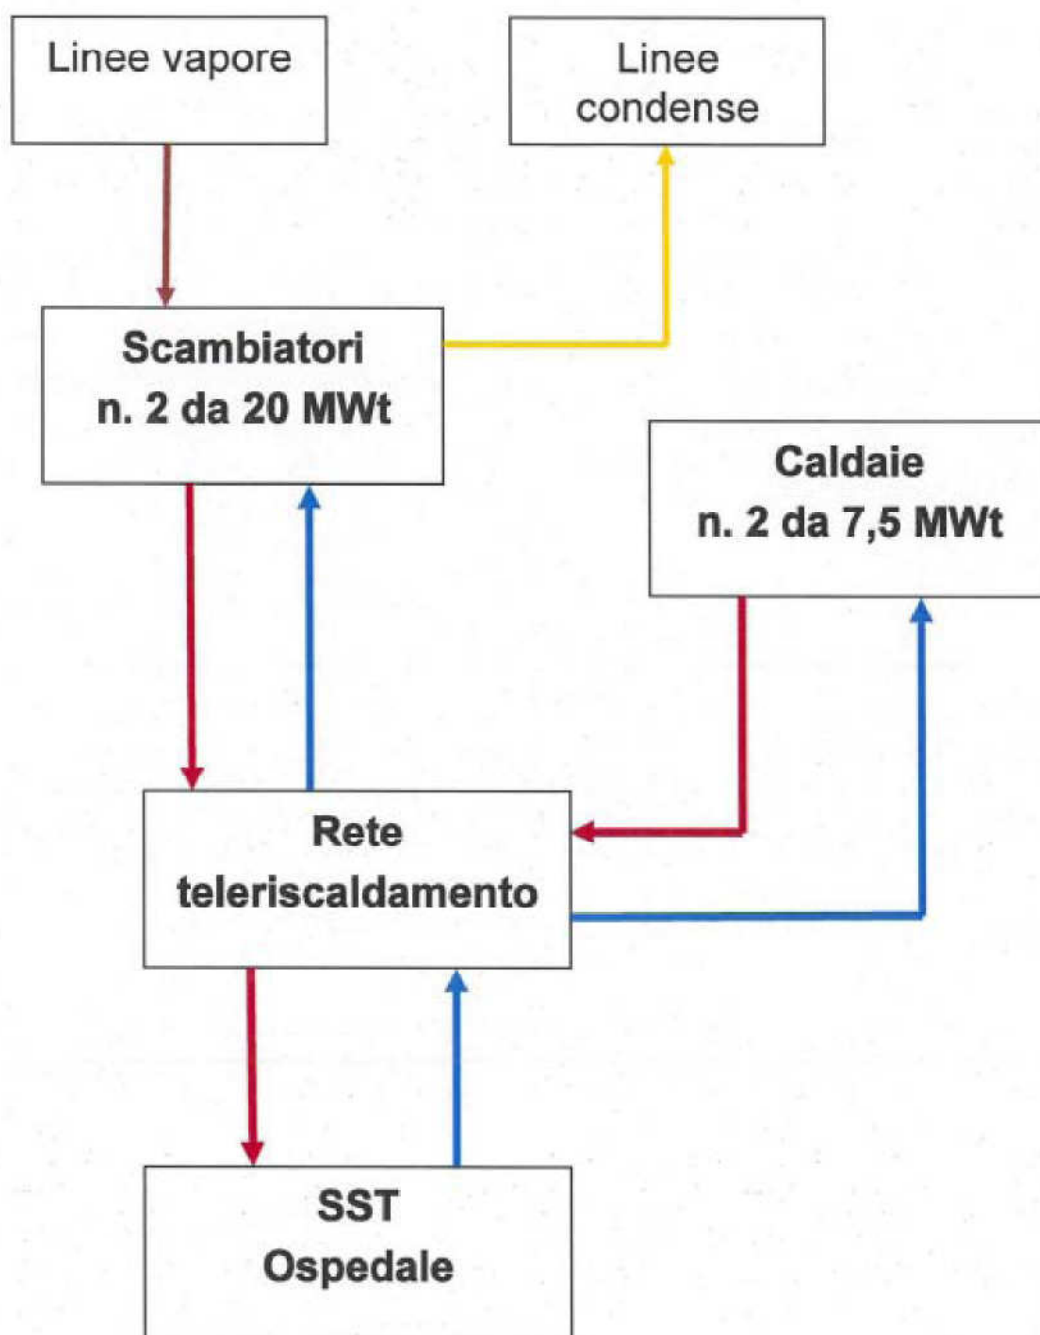 Linee vapore
Linee
condense
Scambiatori
n. 2 da 20 MWt
Caldaie
n. 2 da 7,5 MWt
Rete
teleriscaldamento
SST
Ospedale